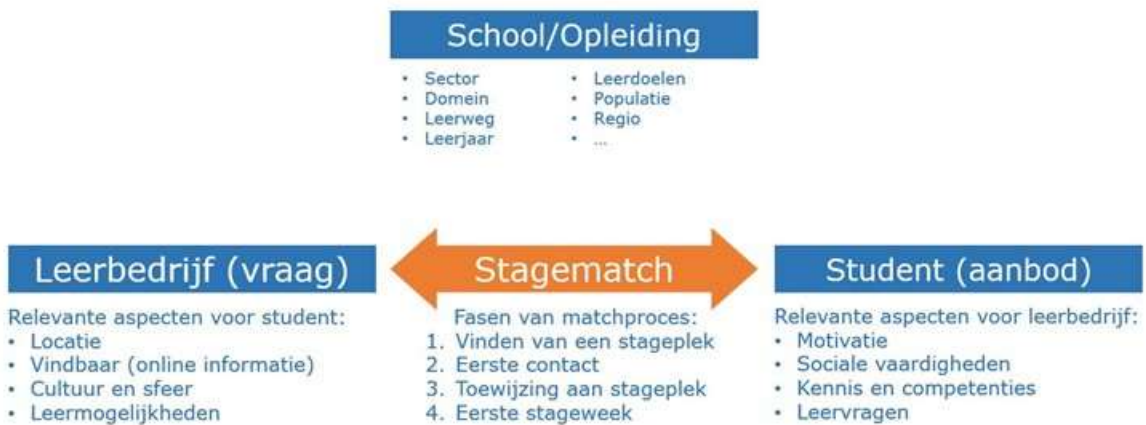 School/Opleiding
• Sector
• Domein
• Leerweg
• Leerjaar
• Leerdoelen
• Populatie
• Regio
• ...
Leerbedrijf (vraag)
Relevante aspecten voor student:
• Locatie
• Vindbaar (online informatie)
• Cultuur en sfeer
• Leermogelijkheden
Stagematch
Fasen van matchproces:
1. Vinden van een stageplek
2. Eerste contact
3. Toewijzing aan stageplek
4. Eerste stageweek
Student (aanbod)
Relevante aspecten voor leerbedrijf:
• Motivatie
• Sociale vaardigheden
• Kennis en competenties
• Leervragen